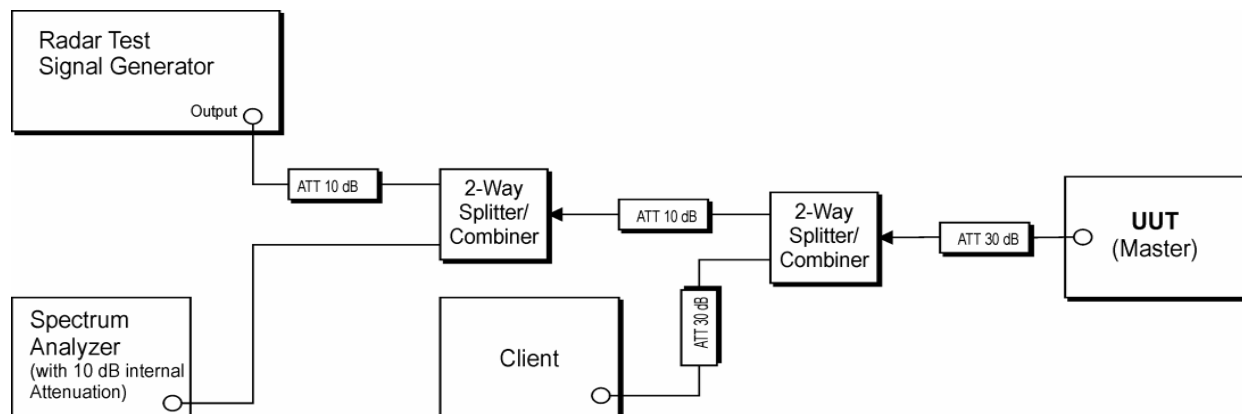 Radar Test
Signal Generator
Output
ATT 10 dB
2-Way
Splitter/
Combiner
ATT 10 dB
2-Way
Splitter/
Combiner
ATT 30 dB
UUT
(Master)
Spectrum
Analyzer
(with 10 dB internal
Attenuation)
Client
ATT 30 dB